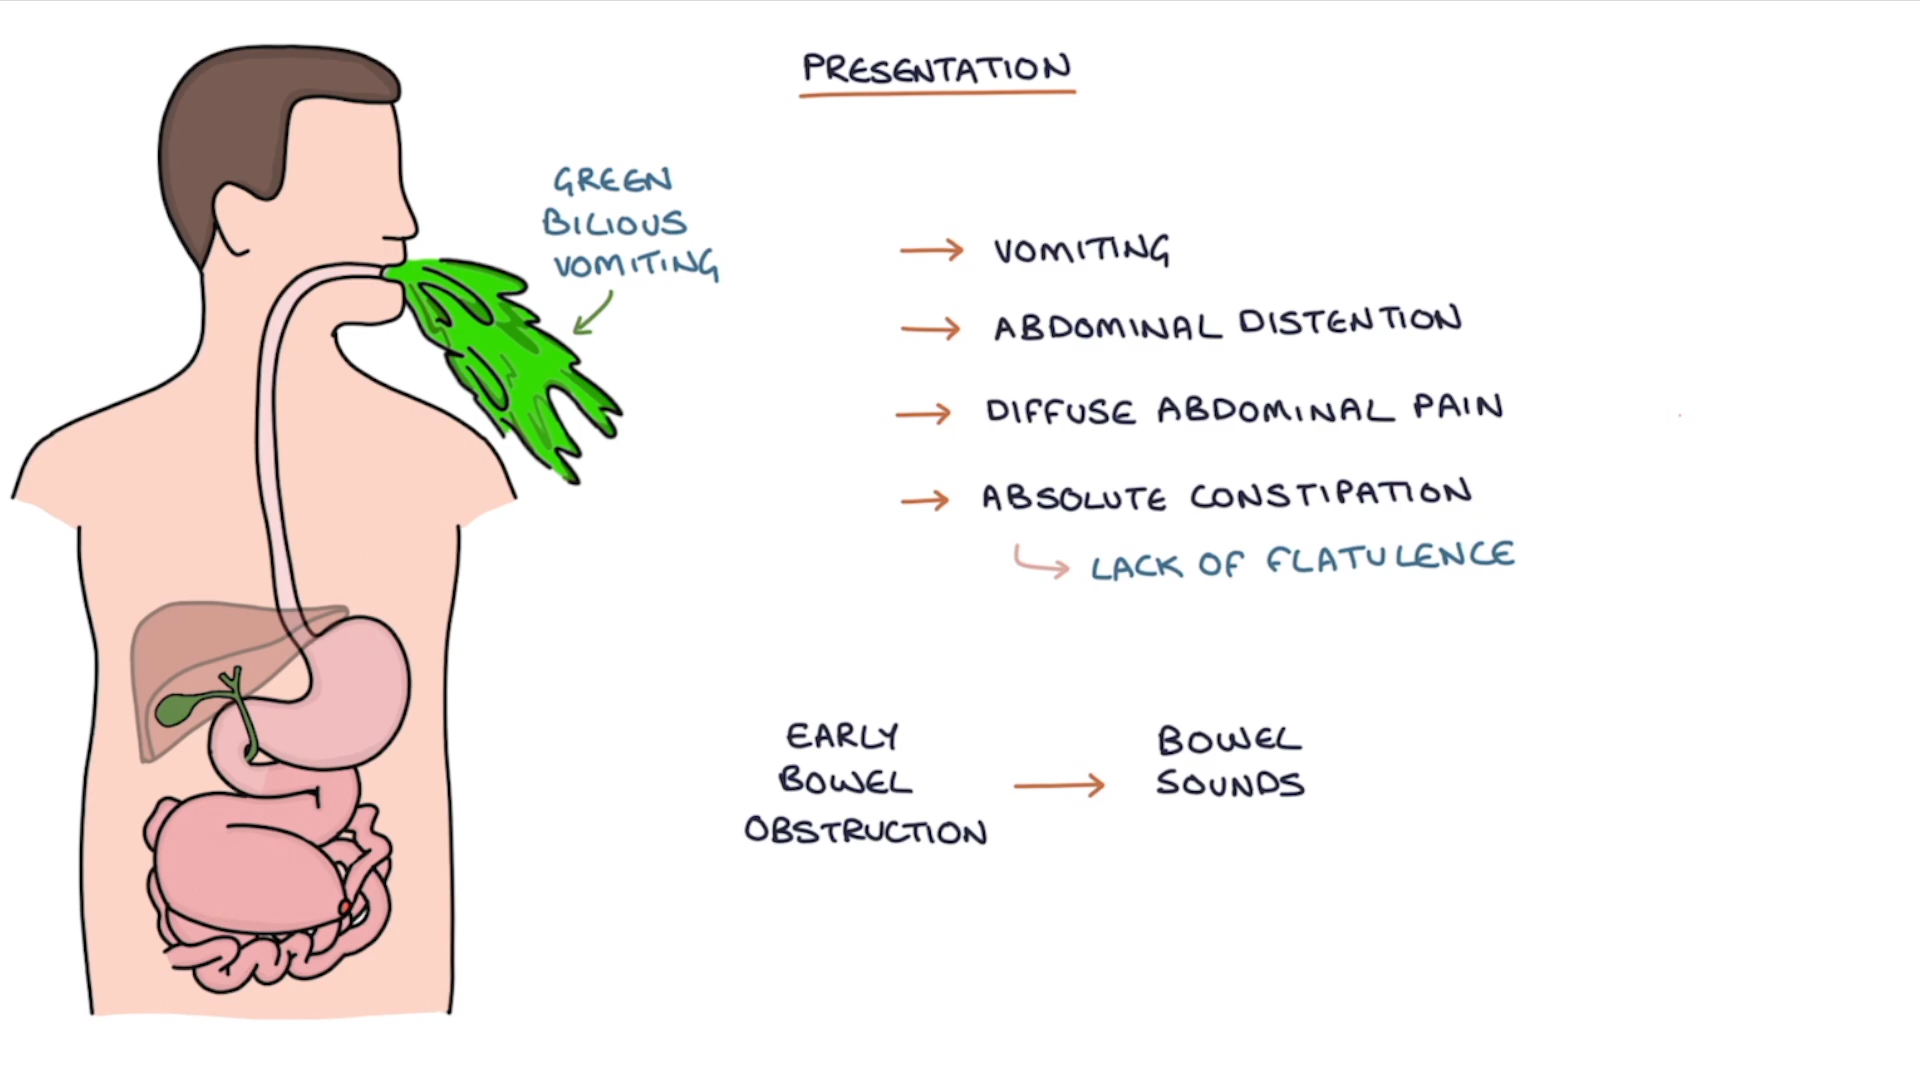 PRESENTATION
GREEN
BILIOUS
VOMITING
→ VOMITING
→ ABDOMINAL DISTENTION
→ DIFFUSE ABDOMINAL PAIN
→ ABSOLUTE CONSTIPATION
↳ LACK OF FLATULENCE
EARLY
BOWEL
OBSTRUCTION
→
BOWEL
SOUNDS